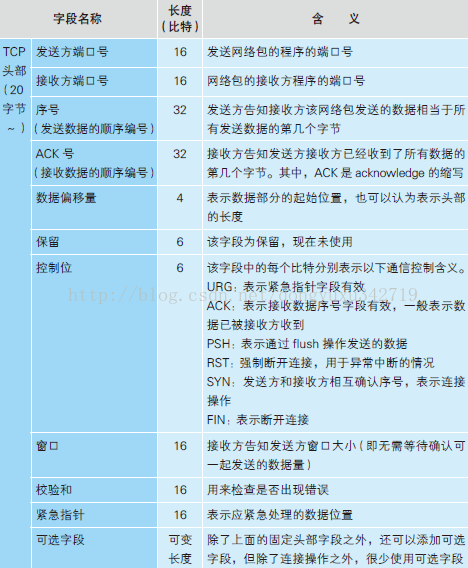 字段名称
长度
（比特）
含 义
TCP
头部
（20
字节
～）
发送方端口号
16
发送网络包的程序的端口号
接收方端口号
16
网络包的接收方程序的端口号
序号
（发送数据的顺序编号）
32
发送方告知接收方该网络包发送的数据相当于所
有发送数据的第几个字节
ACK 号
（接收数据的顺序编号）
32
接收方告知发送方接收方已经收到了所有数据的
第几个字节。其中，ACK 是 acknowledge 的缩写
数据偏移量
4
表示数据部分的起始位置，也可以认为表示头部
的长度
保留
6
该字段为保留，现在未使用
控制位
6
该字段中的每个比特分别表示以下通信控制含义。
URG：表示紧急指针字段有效
ACK：表示接收数据序号字段有效，一般表示数
据已被接收方收到
PSH：表示通过 flush 操作发送的数据
RST：强制断开连接，用于异常中断的情况
SYN：发送方和接收方相互确认序号，表示连接
操作
FIN：表示断开连接
窗口
16
接收方告知发送方窗口大小（即无需等待确认可
一起发送的数据量）
校验和
16
用来检查是否出现错误
紧急指针
16
表示应紧急处理的数据位置
可选字段
可变
长度
除了上面的固定头部字段之外，还可以添加可选
字段，但除了连接操作之外，很少使用可选字段